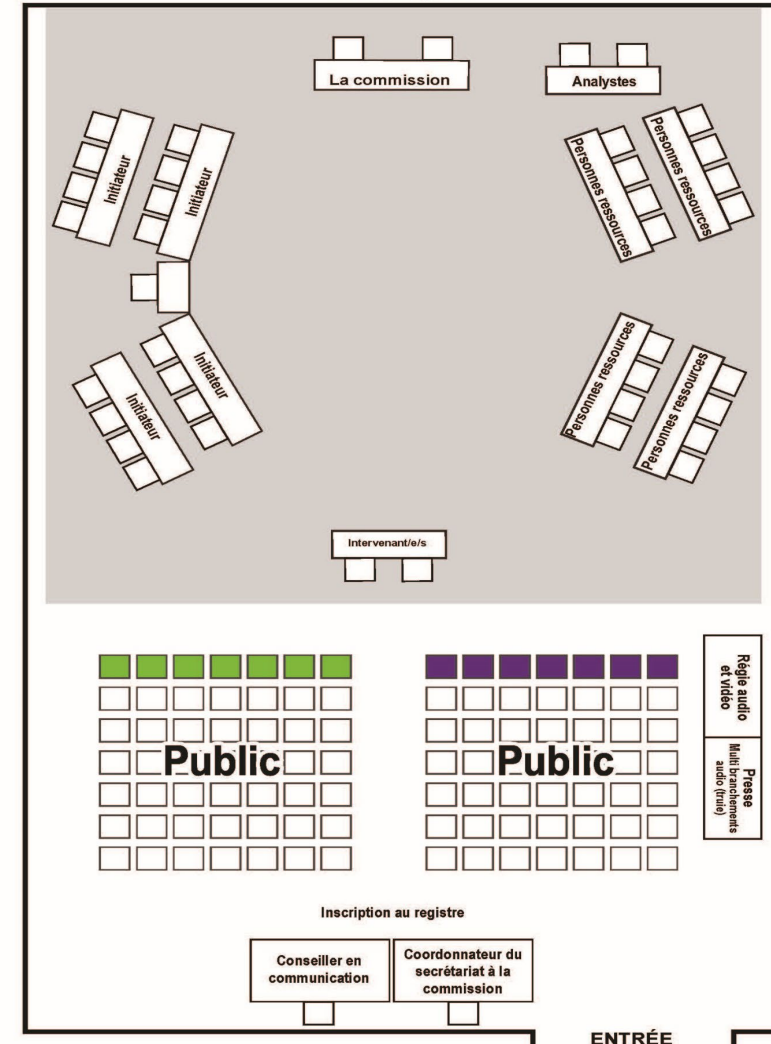 La commission
Analystes
Initiateur
Initiateur
Personnes ressources
Personnes ressources
Initiateur
Initiateur
Personnes ressources
Personnes ressources
Intervenant/e/s
Public
Public
Régie audio
et vidéo
Presse
Multi branchements
audio (truie)
Inscription au registre
Conseiller en
communication
Coordonnateur du
secrétariat à la
commission
ENTRÉE